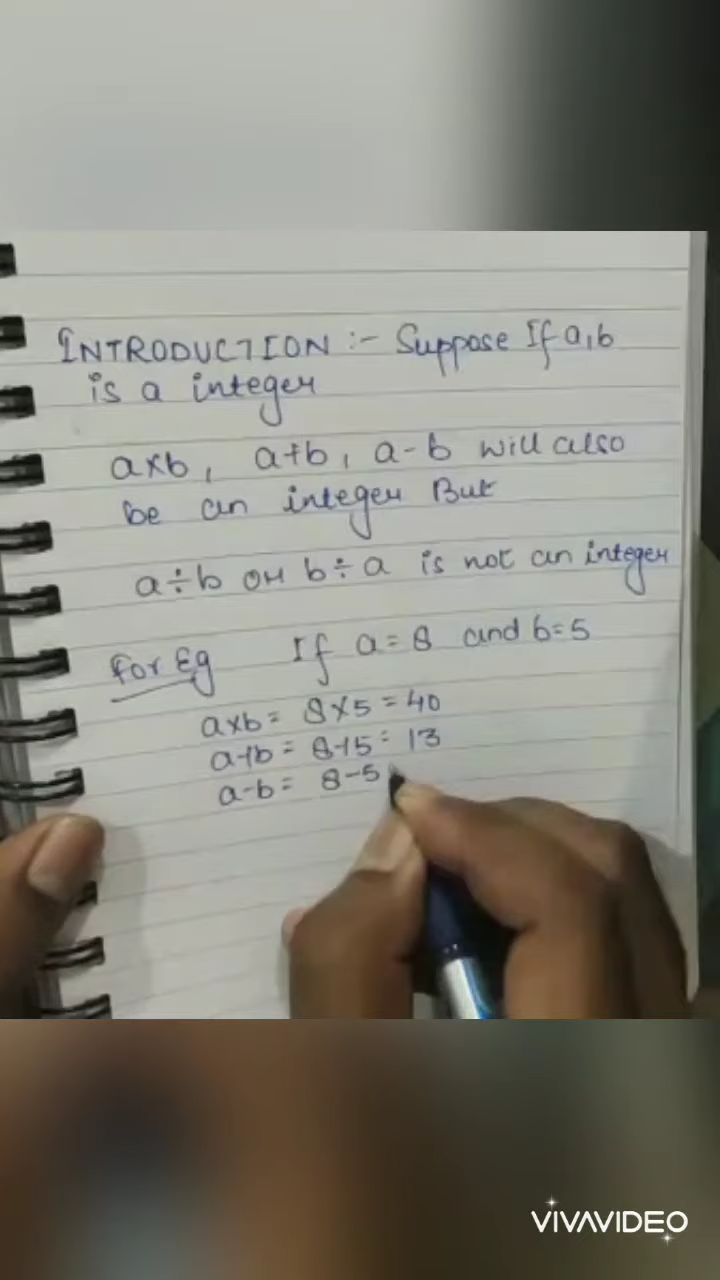 INTRODUCTION :- Suppose If a,b
is a integer
a×b, a+b, a-b will also
be an integer But
a÷b or b÷a is not an integer
For Eg If a=8 and b=5
a×b = 8×5 = 40
a+b = 8+5 = 13
a-b = 8-5
VIVAVIDEO